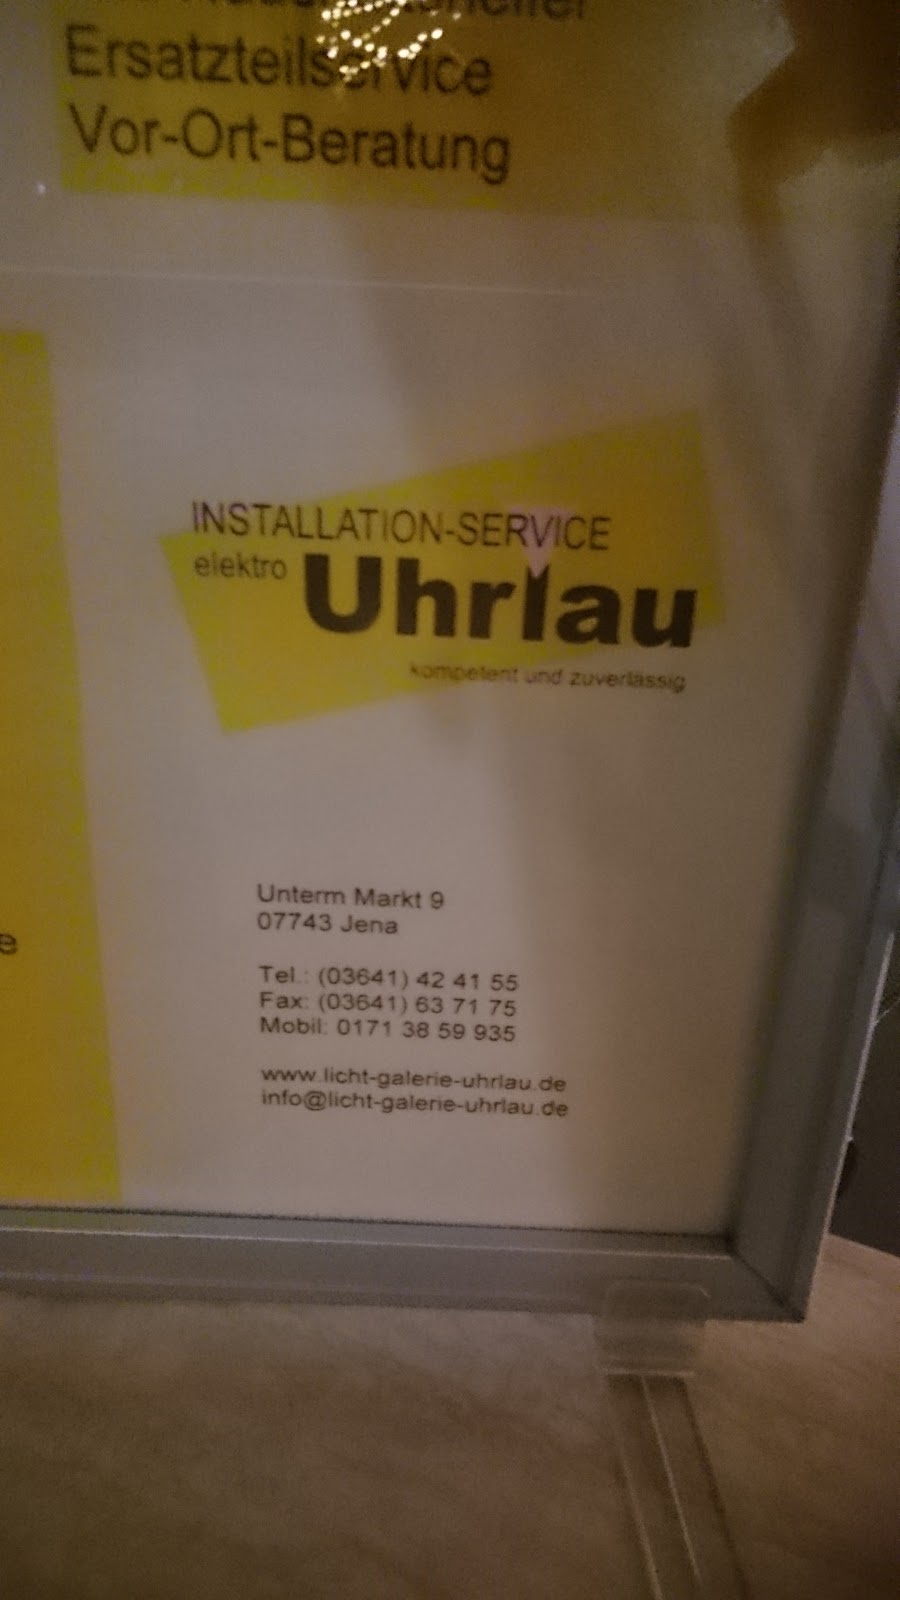 Ersatzteilservice
Vor-Ort-Beratung
INSTALLATION-SERVICE
elektro Uhrlau
kompetent und zuverlässig
Unterm Markt 9
07743 Jena
Tel.: (03641) 42 41 55
Fax: (03641) 63 71 75
Mobil: 0171 38 59 935
www.licht-galerie-uhrlau.de
info@licht-galerie-uhrlau.de